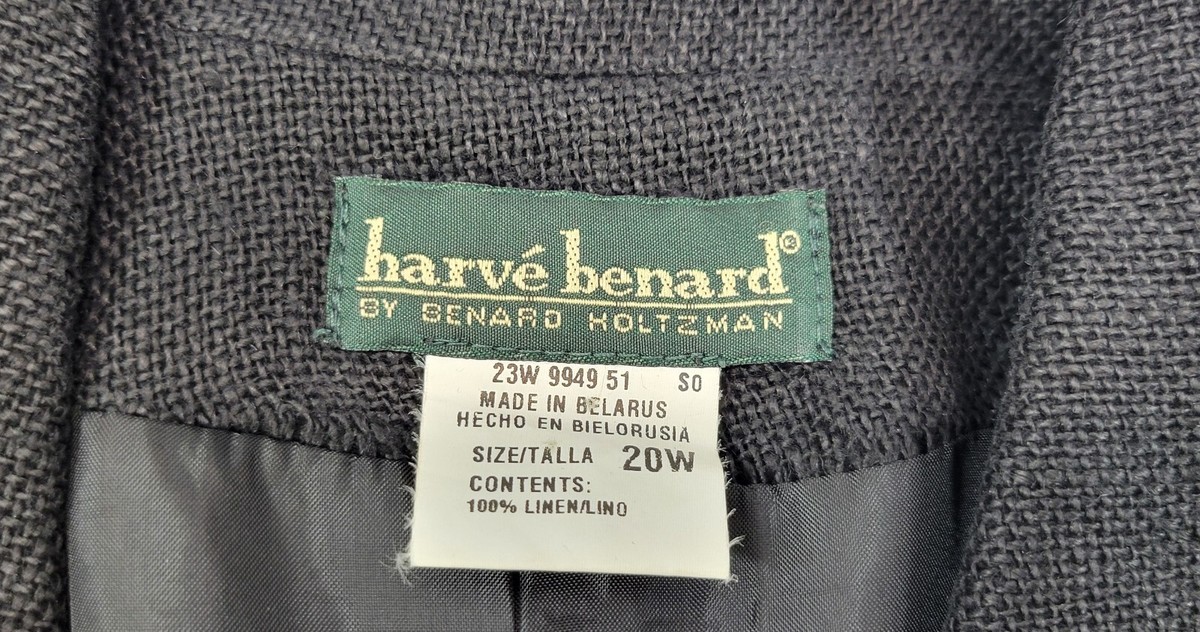 harvé benard®
BY BENARD HOLTZMAN
23W 9949 51 S0
MADE IN BELARUS
HECHO EN BIELORUSIA
SIZE/TALLA 20W
CONTENTS:
100% LINEN/LINO